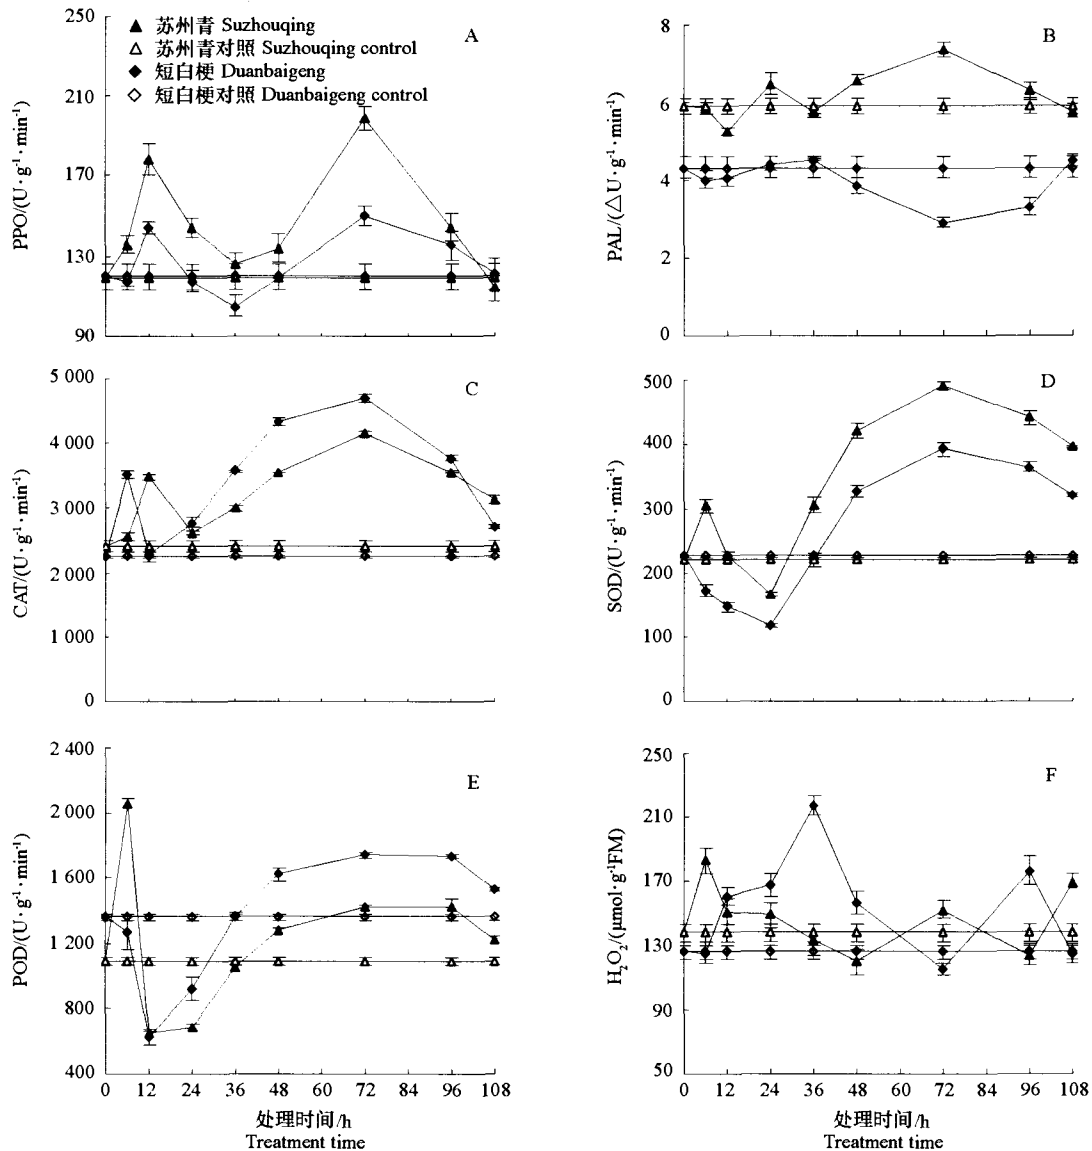 ▲ 苏州青 Suzhouqing
△ 苏州青对照 Suzhouqing control
◆ 短白梗 Duanbaigeng
◇ 短白梗对照 Duanbaigeng control
A
250
210
170
130
90
PPO/(U·g⁻¹·min⁻¹)
B
8
6
4
2
0
PAL/(△U·g⁻¹·min⁻¹)
C
5 000
4 000
3 000
2 000
1 000
0
CAT/(U·g⁻¹·min⁻¹)
D
500
400
300
200
100
0
SOD/(U·g⁻¹·min⁻¹)
E
2 400
2 000
1 600
1 200
800
400
POD/(U·g⁻¹·min⁻¹)
0 12 24 36 48 60 72 84 96 108
处理时间/h
Treatment time
F
250
210
170
130
90
50
H₂O₂/(μmol·g⁻¹FM)
0 12 24 36 48 60 72 84 96 108
处理时间/h
Treatment time